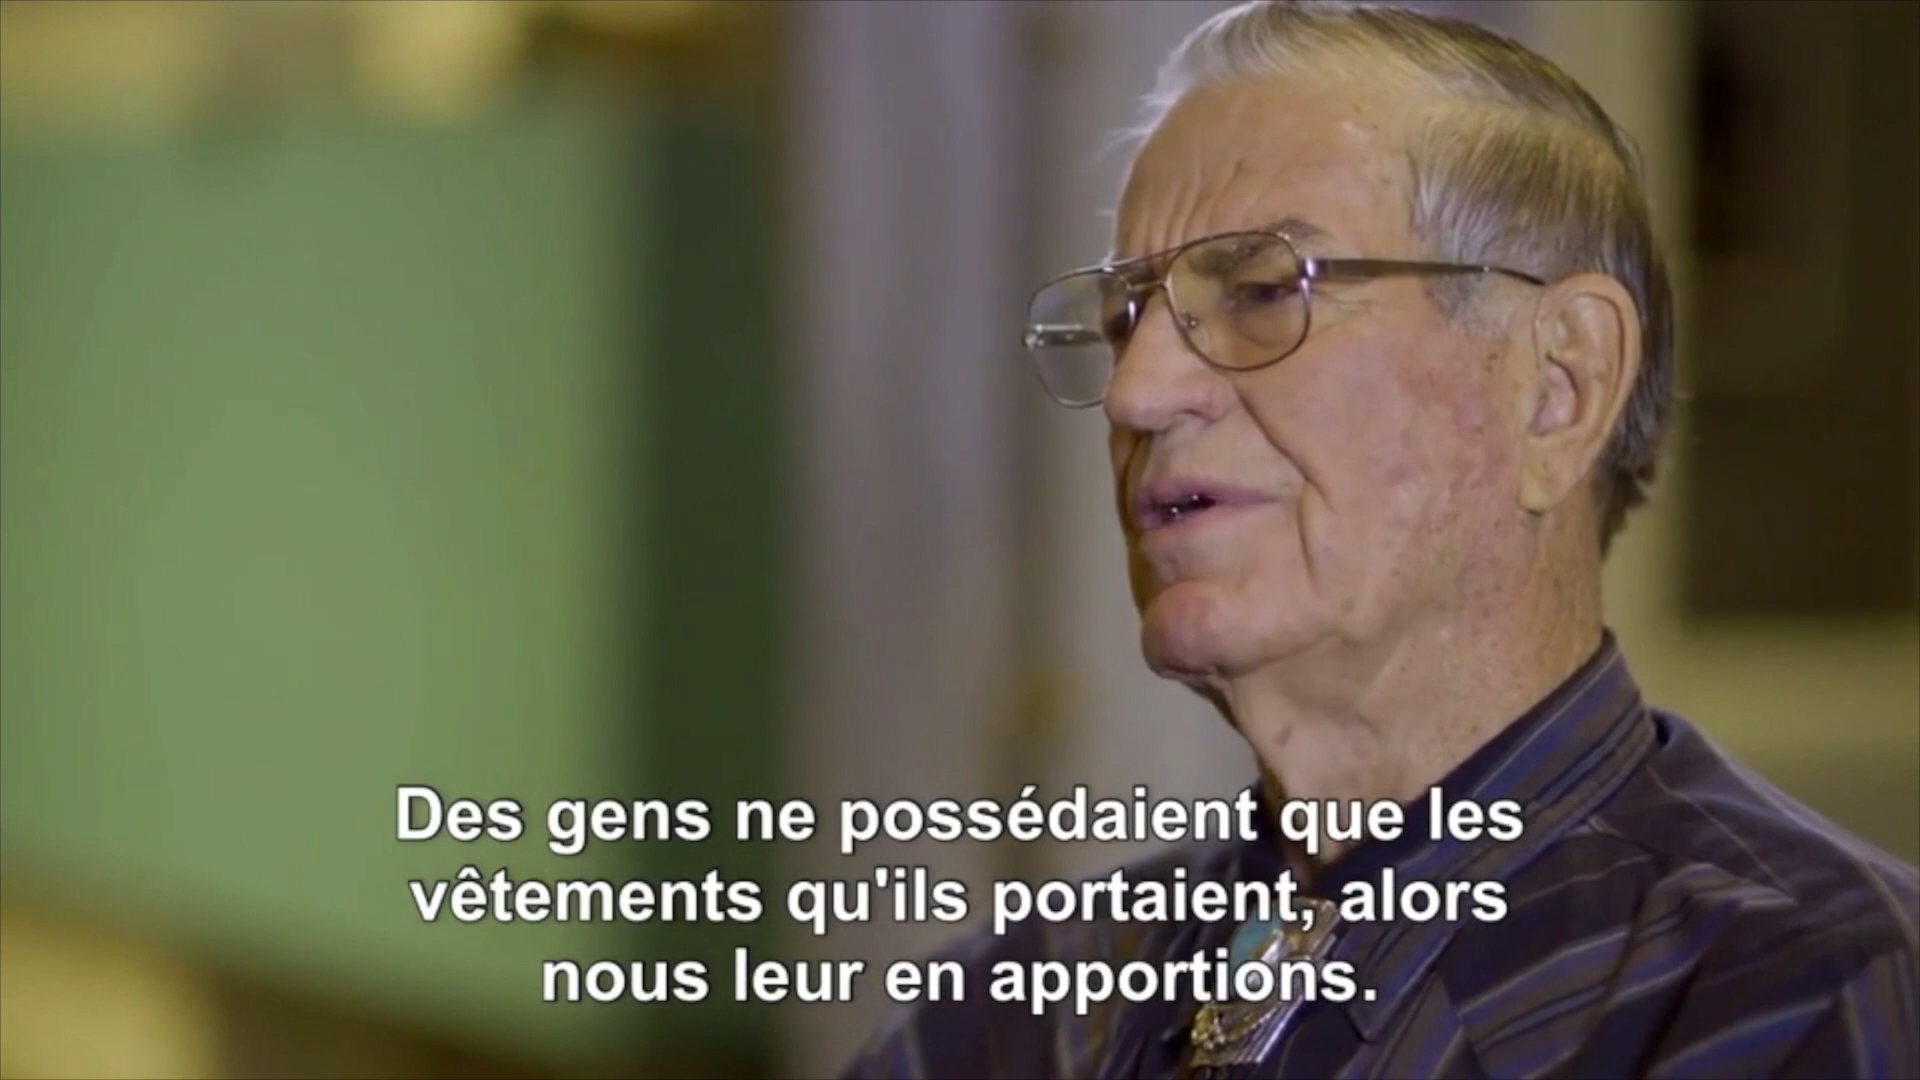 Des gens ne possédaient que les
vêtements qu'ils portaient, alors
nous leur en apportions.